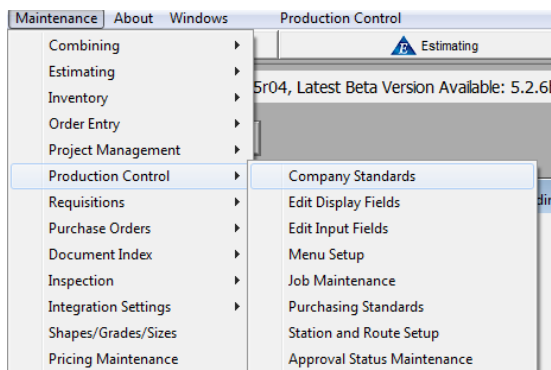 Maintenance About Windows Production Control
Combining
Estimating
Estimating
5r04, Latest Beta Version Available: 5.2.6
Inventory
Order Entry
Project Management
Production Control
Company Standards
Requisitions
Edit Display Fields
Purchase Orders
Edit Input Fields
Document Index
Menu Setup
Inspection
Job Maintenance
Integration Settings
Purchasing Standards
Shapes/Grades/Sizes
Station and Route Setup
Pricing Maintenance
Approval Status Maintenance